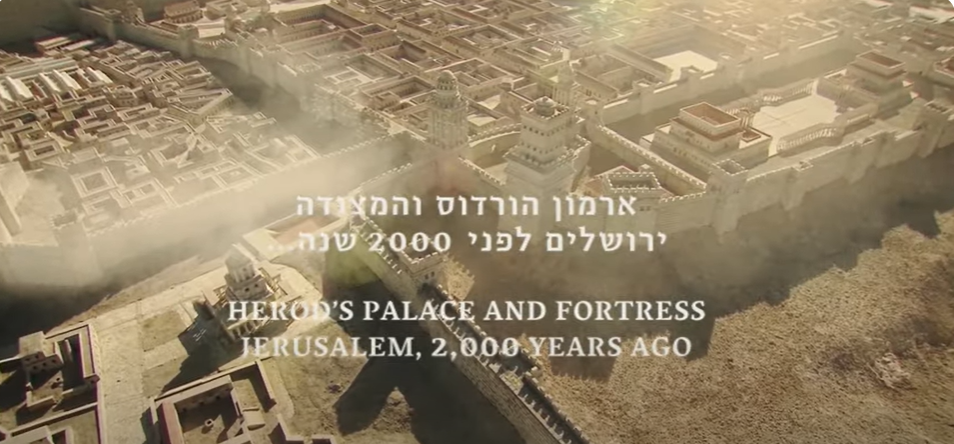 ארמון הורדוס והמצודה
ירושלים לפני 2000 שנה...
HEROD'S PALACE AND FORTRESS
JERUSALEM, 2,000 YEARS AGO